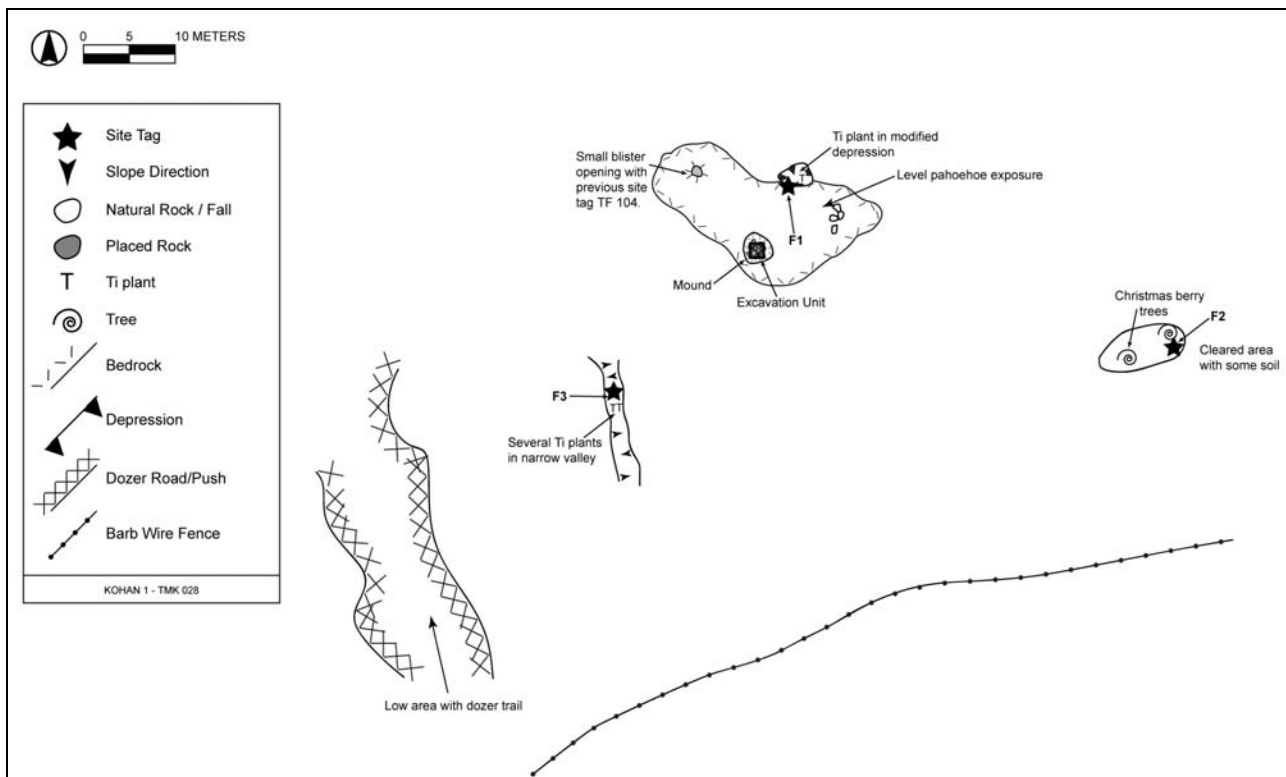 0 5 10 METERS
Site Tag
Slope Direction
Natural Rock / Fall
Placed Rock
T
Ti plant
Tree
Bedrock
Depression
Dozer Road/Push
Barb Wire Fence
KOHAN 1 - TMK 028
Small blister
opening with
previous site
tag TF 104.
Ti plant in modified
depression
T
Level pahoehoe exposure
F1
Mound
Excavation Unit
Christmas berry
trees
F2
Cleared area
with some soil
F3
TT
Several Ti plants
in narrow valley
Low area with dozer trail